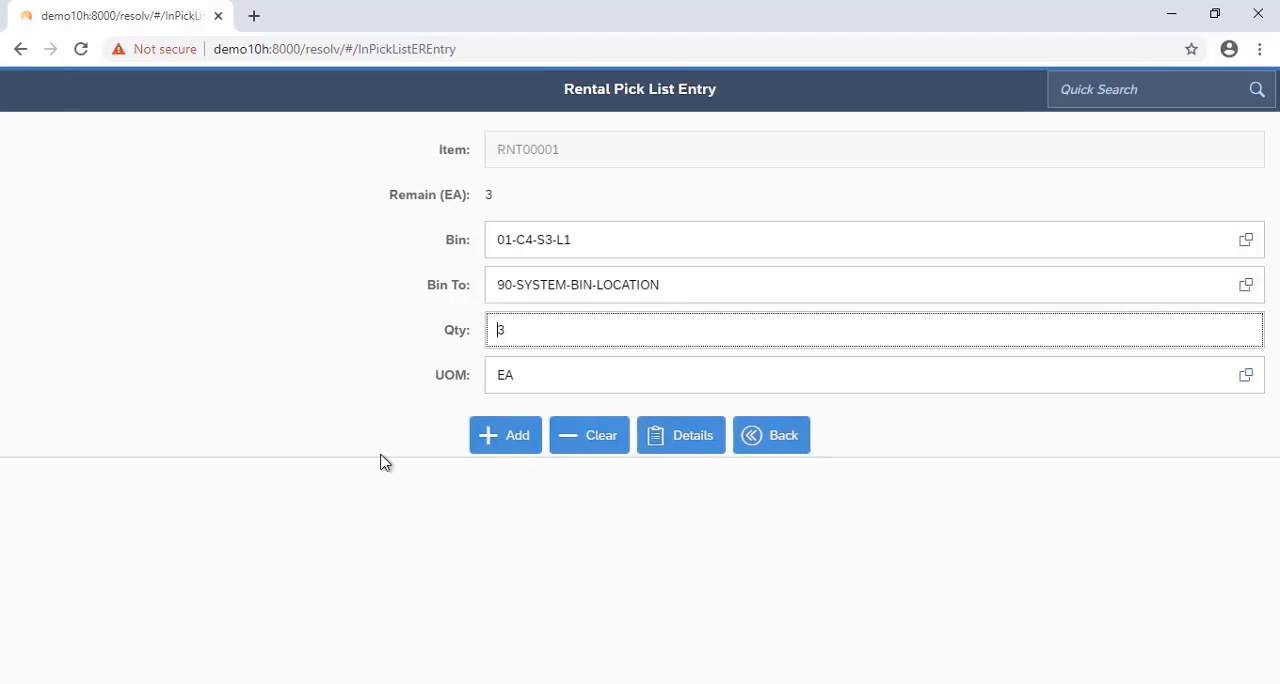 demo10h:8000/resolv/#/InPickLi
Not secure
demo10h:8000/resolv/#/InPickListEREntry
Rental Pick List Entry
Quick Search
Item: RNT00001
Remain (EA): 3
Bin: 01-C4-S3-L1
Bin To: 90-SYSTEM-BIN-LOCATION
Qty: 3
UOM: EA
Add
Clear
Details
Back